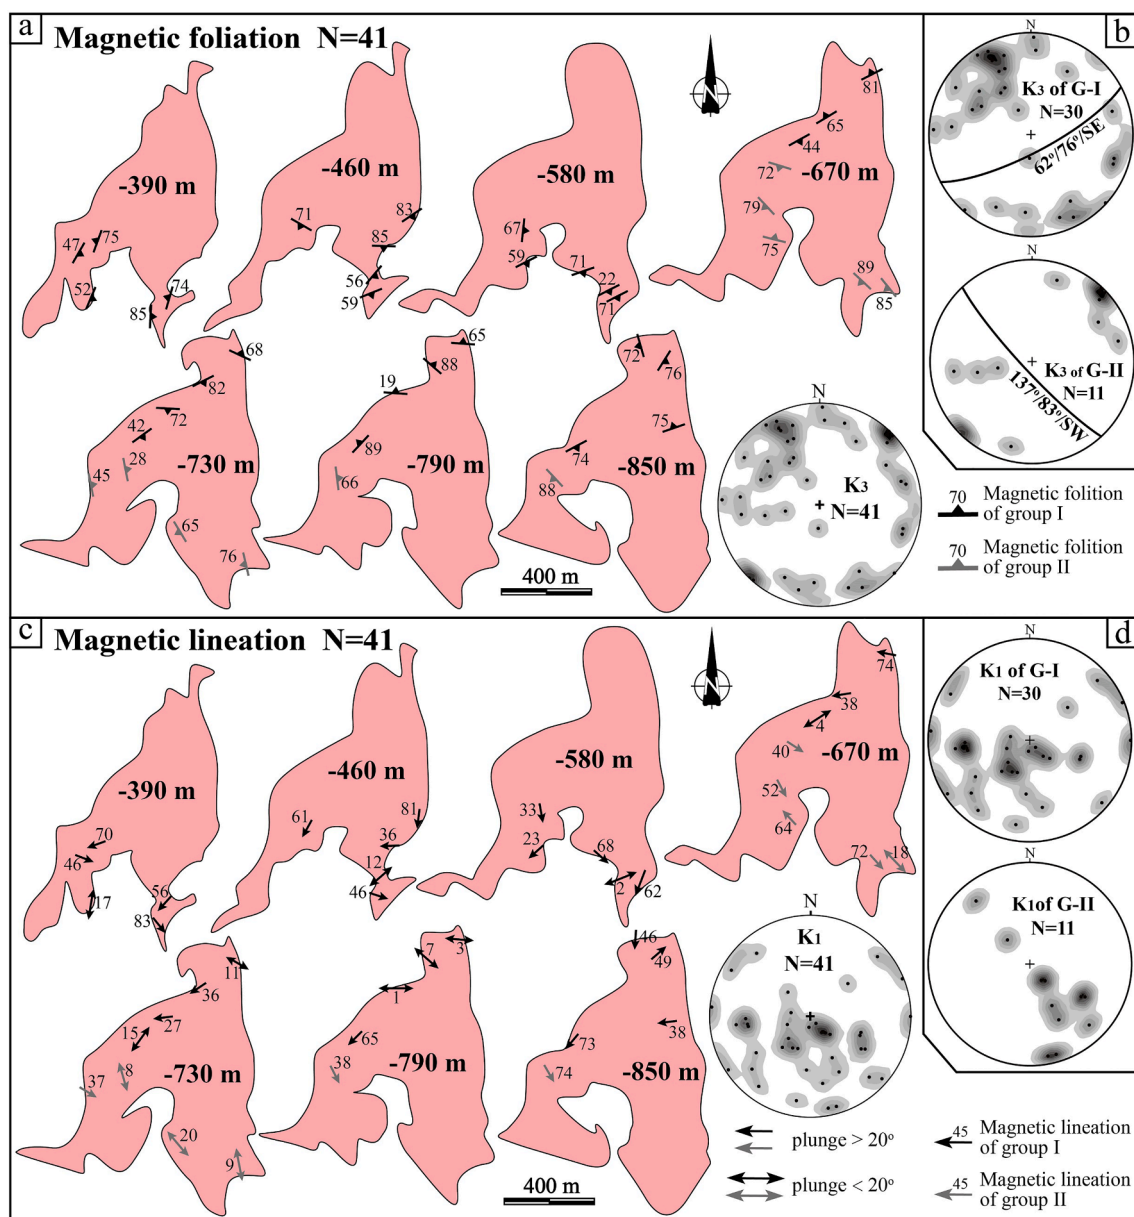 a
Magnetic foliation N=41
N
-390 m
47
75
52
74
85
-460 m
71
83
85
56
59
-580 m
67
59
71
22
71
-670 m
81
65
44
72
79
75
89
85
-730 m
68
82
72
42
28
45
65
76
-790 m
65
88
19
89
66
-850 m
72
76
75
74
88
400 m
N
K3
N=41
b
N
K3 of G-I
N=30
62º/76º/SE
K3 of G-II
N=11
137º/83º/SW
N
70
Magnetic folition
of group I
70
Magnetic folition
of group II
c
Magnetic lineation N=41
N
-390 m
70
46
17
56
83
-460 m
61
81
36
12
46
-580 m
33
23
68
2
62
-670 m
74
38
4
40
52
64
72
18
-730 m
11
36
27
15
8
37
20
9
-790 m
7
3
1
65
38
-850 m
46
49
38
73
74
400 m
N
K1
N=41
plunge > 20º
plunge < 20º
d
N
K1 of G-I
N=30
N
K1of G-II
N=11
45
Magnetic lineation
of group I
45
Magnetic lineation
of group II